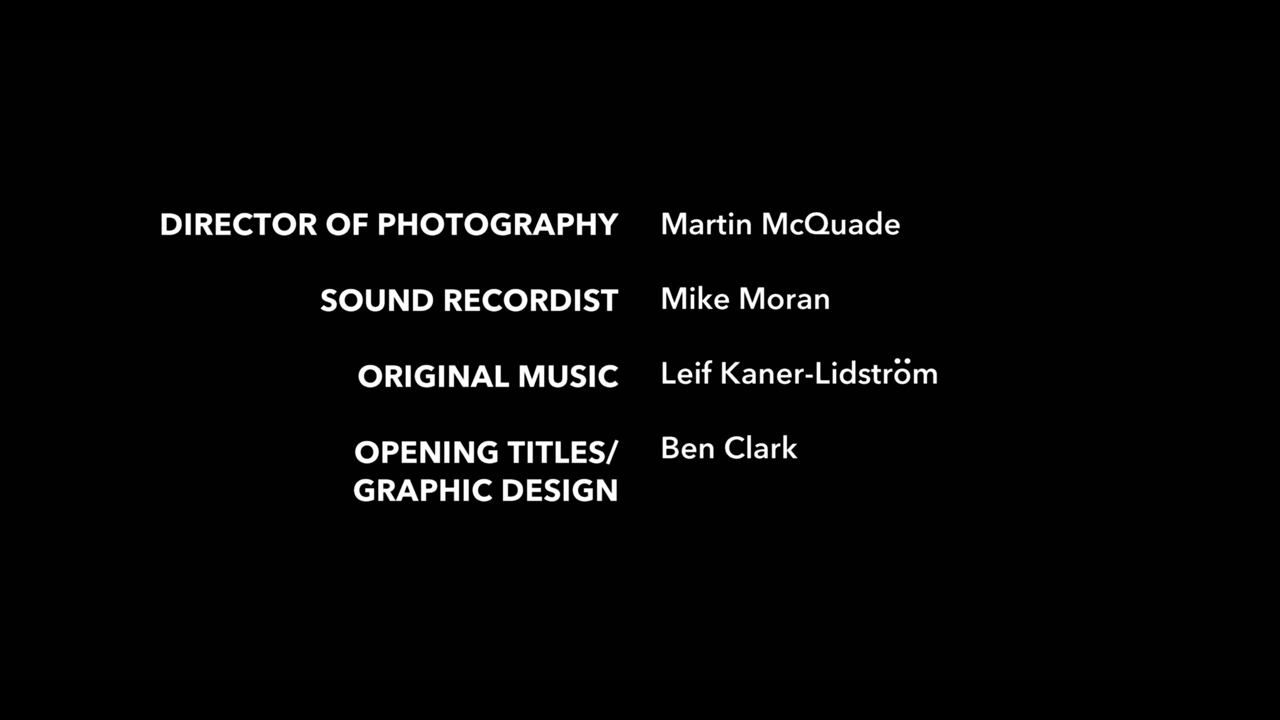 DIRECTOR OF PHOTOGRAPHY Martin McQuade
SOUND RECORDIST Mike Moran
ORIGINAL MUSIC Leif Kaner-Lidström
OPENING TITLES/ Ben Clark
GRAPHIC DESIGN